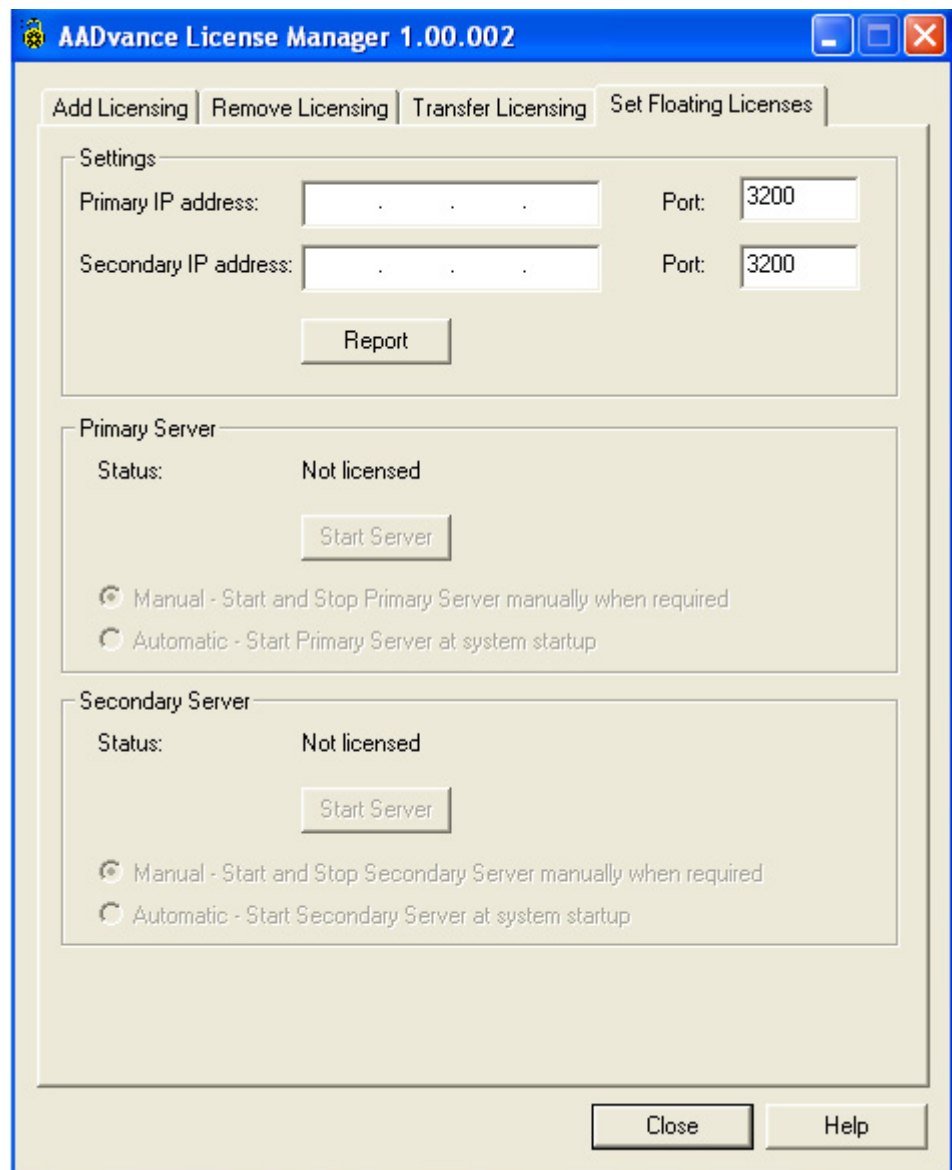 AADvance License Manager 1.00.002
Add Licensing Remove Licensing Transfer Licensing Set Floating Licenses
Settings
Primary IP address: . . . Port: 3200
Secondary IP address: . . . Port: 3200
Report
Primary Server
Status: Not licensed
Start Server
Manual - Start and Stop Primary Server manually when required
Automatic - Start Primary Server at system startup
Secondary Server
Status: Not licensed
Start Server
Manual - Start and Stop Secondary Server manually when required
Automatic - Start Secondary Server at system startup
Close Help